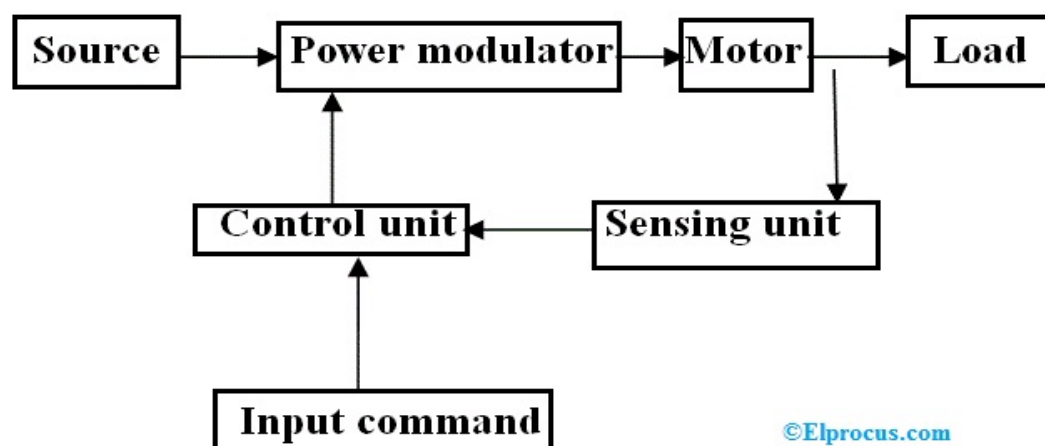 Source
Power modulator
Motor
Load
Control unit
Sensing unit
Input command
©Elprocus.com